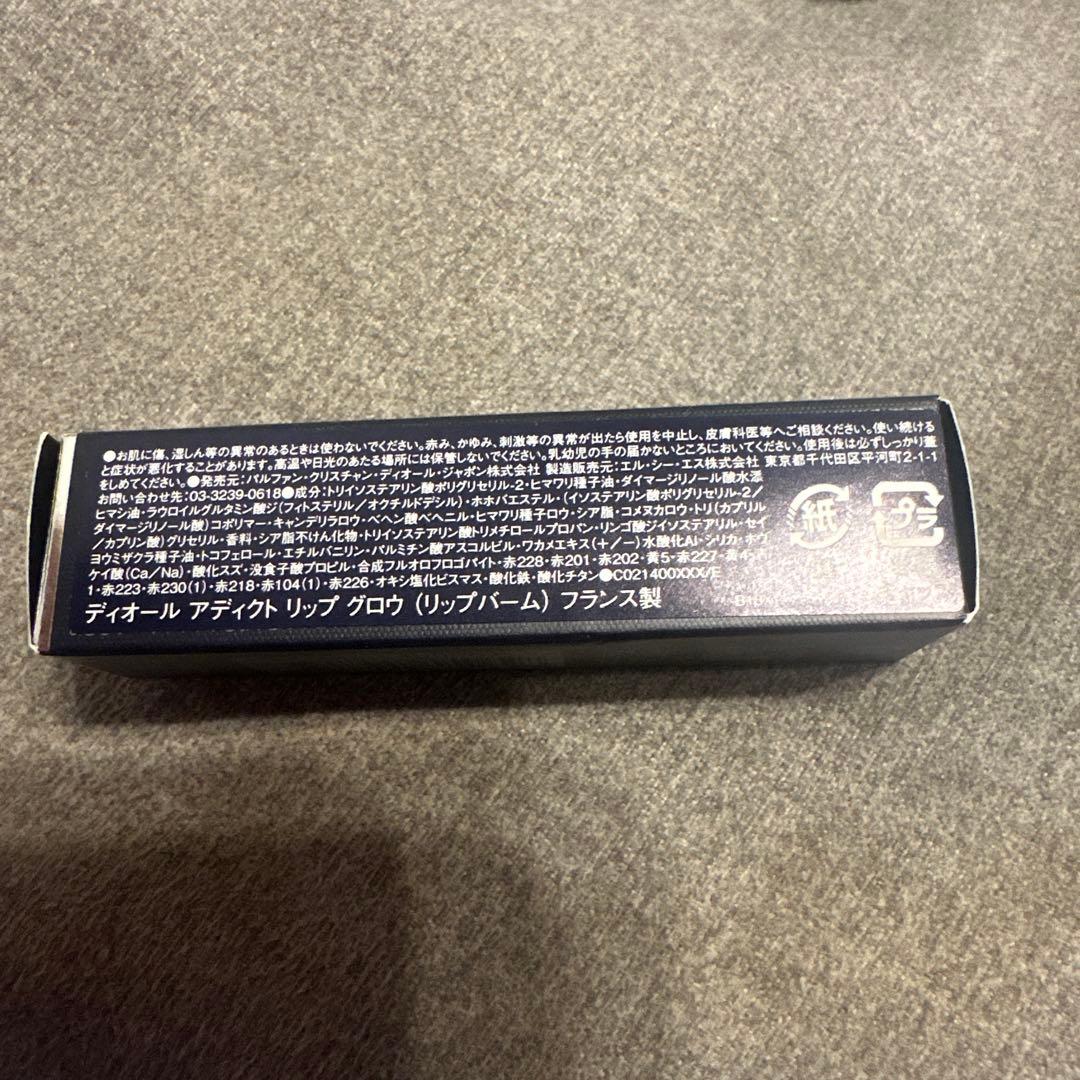 ●お肌に傷、湿しん等の異常のあるときは使わないでください。赤み、かゆみ、刺激等の異常が出たら使用を中止し、皮膚科医等へご相談ください。使い続ける
と症状が悪化することがあります。高温や日光のあたる場所には保管しないでください。乳幼児の手の届かないところにおいてください。使用後は必ずしっかり蓋
をしめてください。●発売元:パルファン・クリスチャン・ディオール・ジャポン株式会社 製造販売元:エル・シー・エス株式会社 東京都千代田区平河町2-1-1
お問い合わせ先:03-3239-0618●成分:トリイソステアリン酸ポリグリセリル-2・ヒマワリ種子油・ダイマージリノール酸水添
ヒマシ油・ラウロイルグルタミン酸ジ(フィトステリル/オクチルドデシル)・ホホバエステル・(イソステアリン酸ポリグリセリル-2/
ダイマージリノール酸)コポリマー・キャンデリラロウ・ベヘン酸ベヘニル・ヒマワリ種子ロウ・シア脂・コメヌカロウ・トリ(カプリル
/カプリン酸)グリセリル・香料・シア脂不けん化物・トリイソステアリン酸トリメチロールプロパン・リンゴ酸ジイソステアリル・セイ
ヨウミザクラ種子油・トコフェロール・エチルバニリン・パルミチン酸アスコルビル・ワカメエキス(+/−)水酸化Al・シリカ・ホウ
ケイ酸(Ca/Na)・酸化スズ・没食子酸プロピル・合成フルオロフロゴパイト・赤228・赤201・赤202・黄5・赤227・黄4・青
1・赤223・赤230(1)・赤218・赤104(1)・赤226・オキシ塩化ビスマス・酸化鉄・酸化チタン●C021400XXX/E
ディオール アディクト リップ グロウ (リップバーム) フランス製
紙
プラ